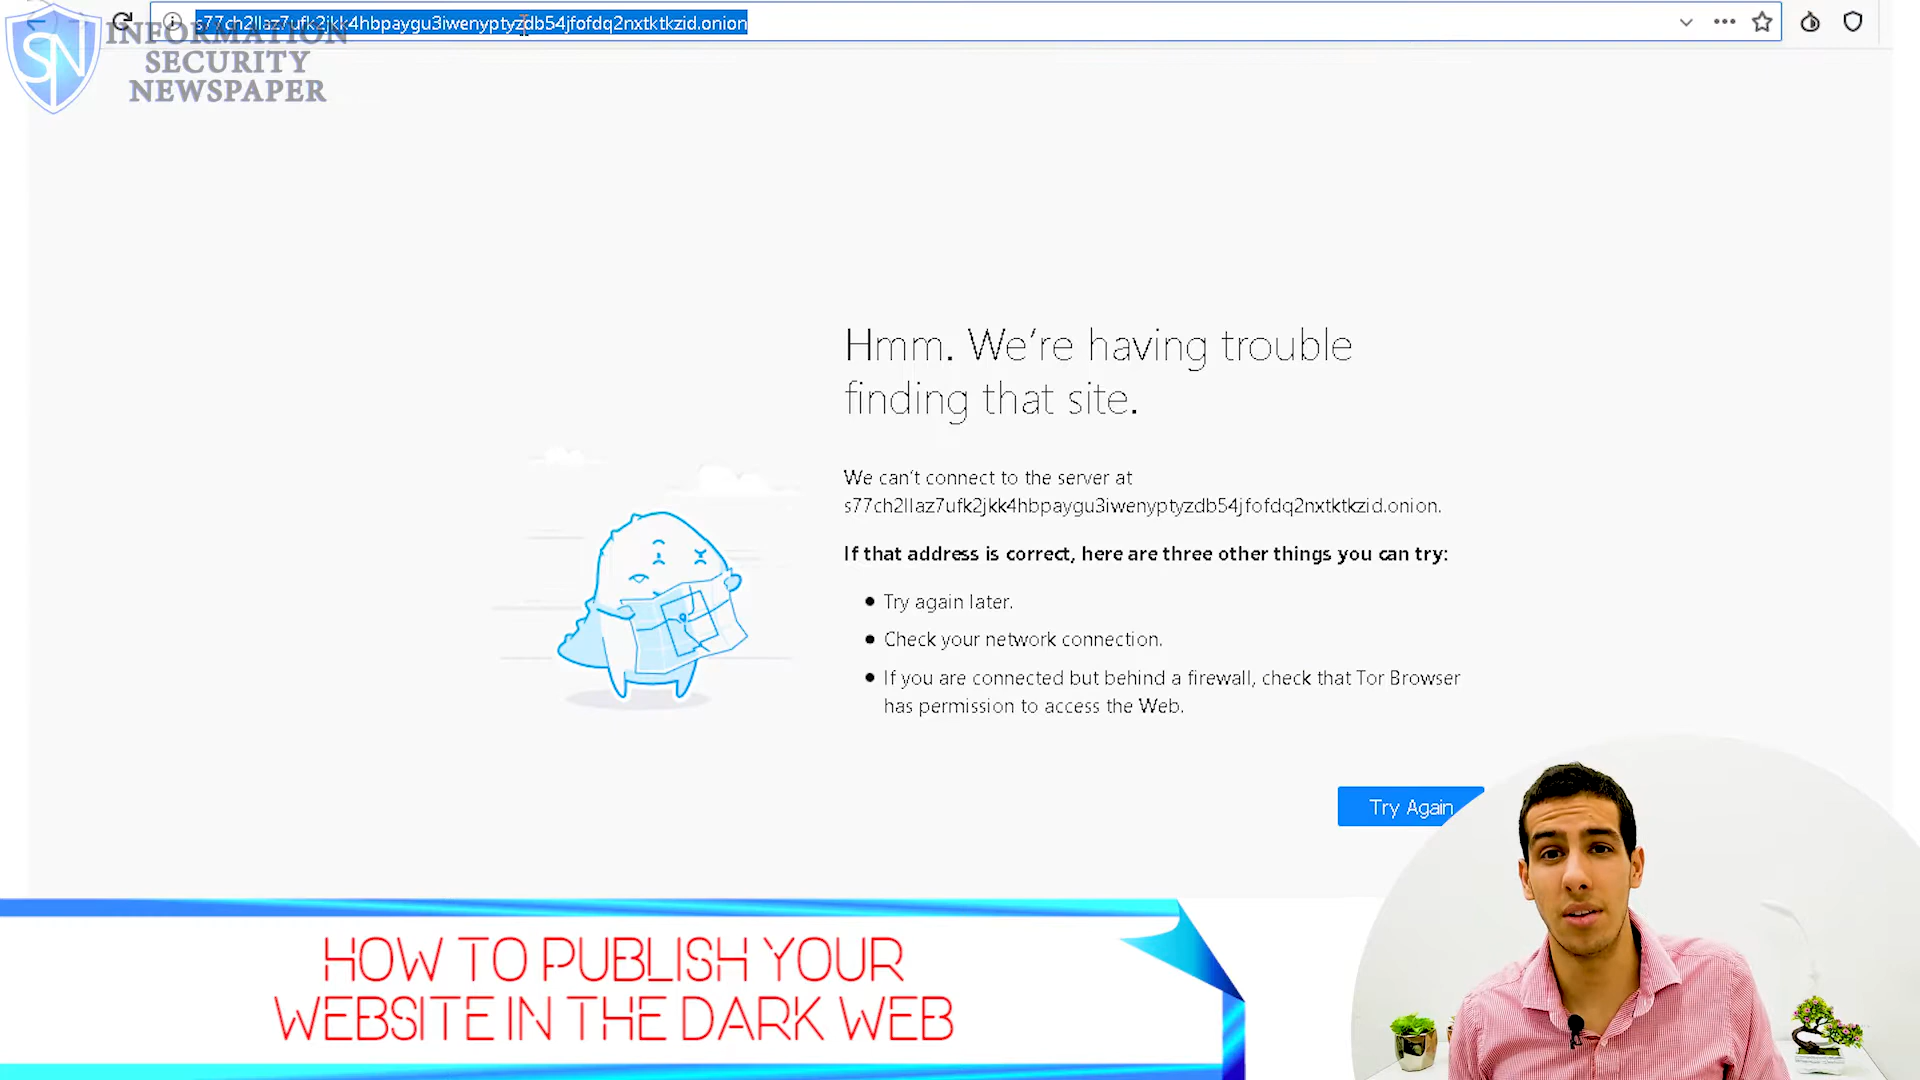 s77ch2llaz7ufk2jkk4hbpaygu3iwenyptyzdb54jfofdq2nxtktkzid.onion
SN
INFORMATION
SECURITY
NEWSPAPER
Hmm. We’re having trouble
finding that site.
We can’t connect to the server at
s77ch2llaz7ufk2jkk4hbpaygu3iwenyptyzdb54jfofdq2nxtktkzid.onion.
If that address is correct, here are three other things you can try:
● Try again later.
● Check your network connection.
● If you are connected but behind a firewall, check that Tor Browser
has permission to access the Web.
Try Again
HOW TO PUBLISH YOUR
WEBSITE IN THE DARK WEB